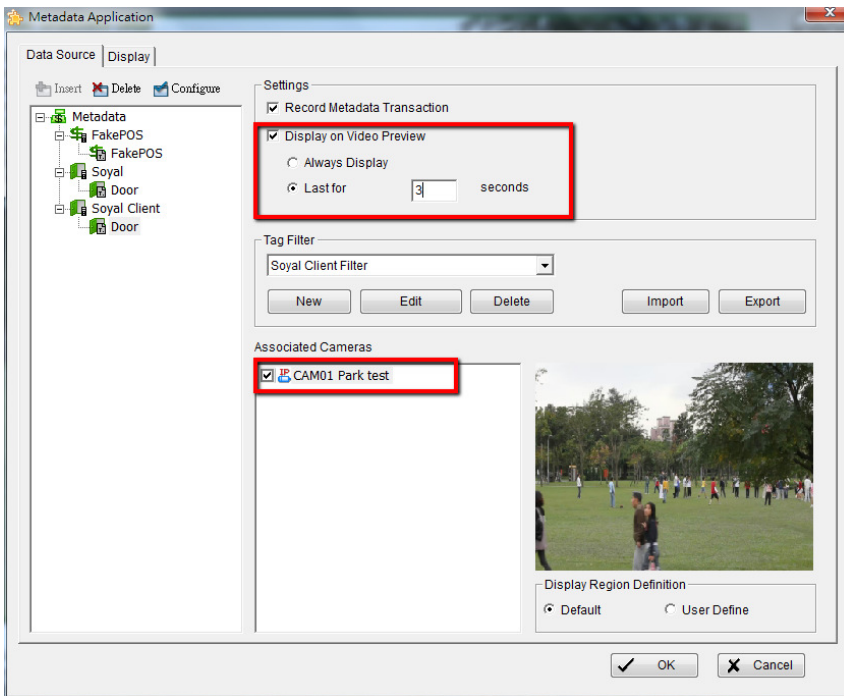 Metadata Application
Data Source Display
Insert Delete Configure
Metadata
FakePOS
FakePOS
Soyal
Door
Soyal Client
Door
Settings
Record Metadata Transaction
Display on Video Preview
Always Display
Last for 3 seconds
Tag Filter
Soyal Client Filter
New Edit Delete Import Export
Associated Cameras
IP CAM01 Park test
Display Region Definition
Default User Define
OK Cancel